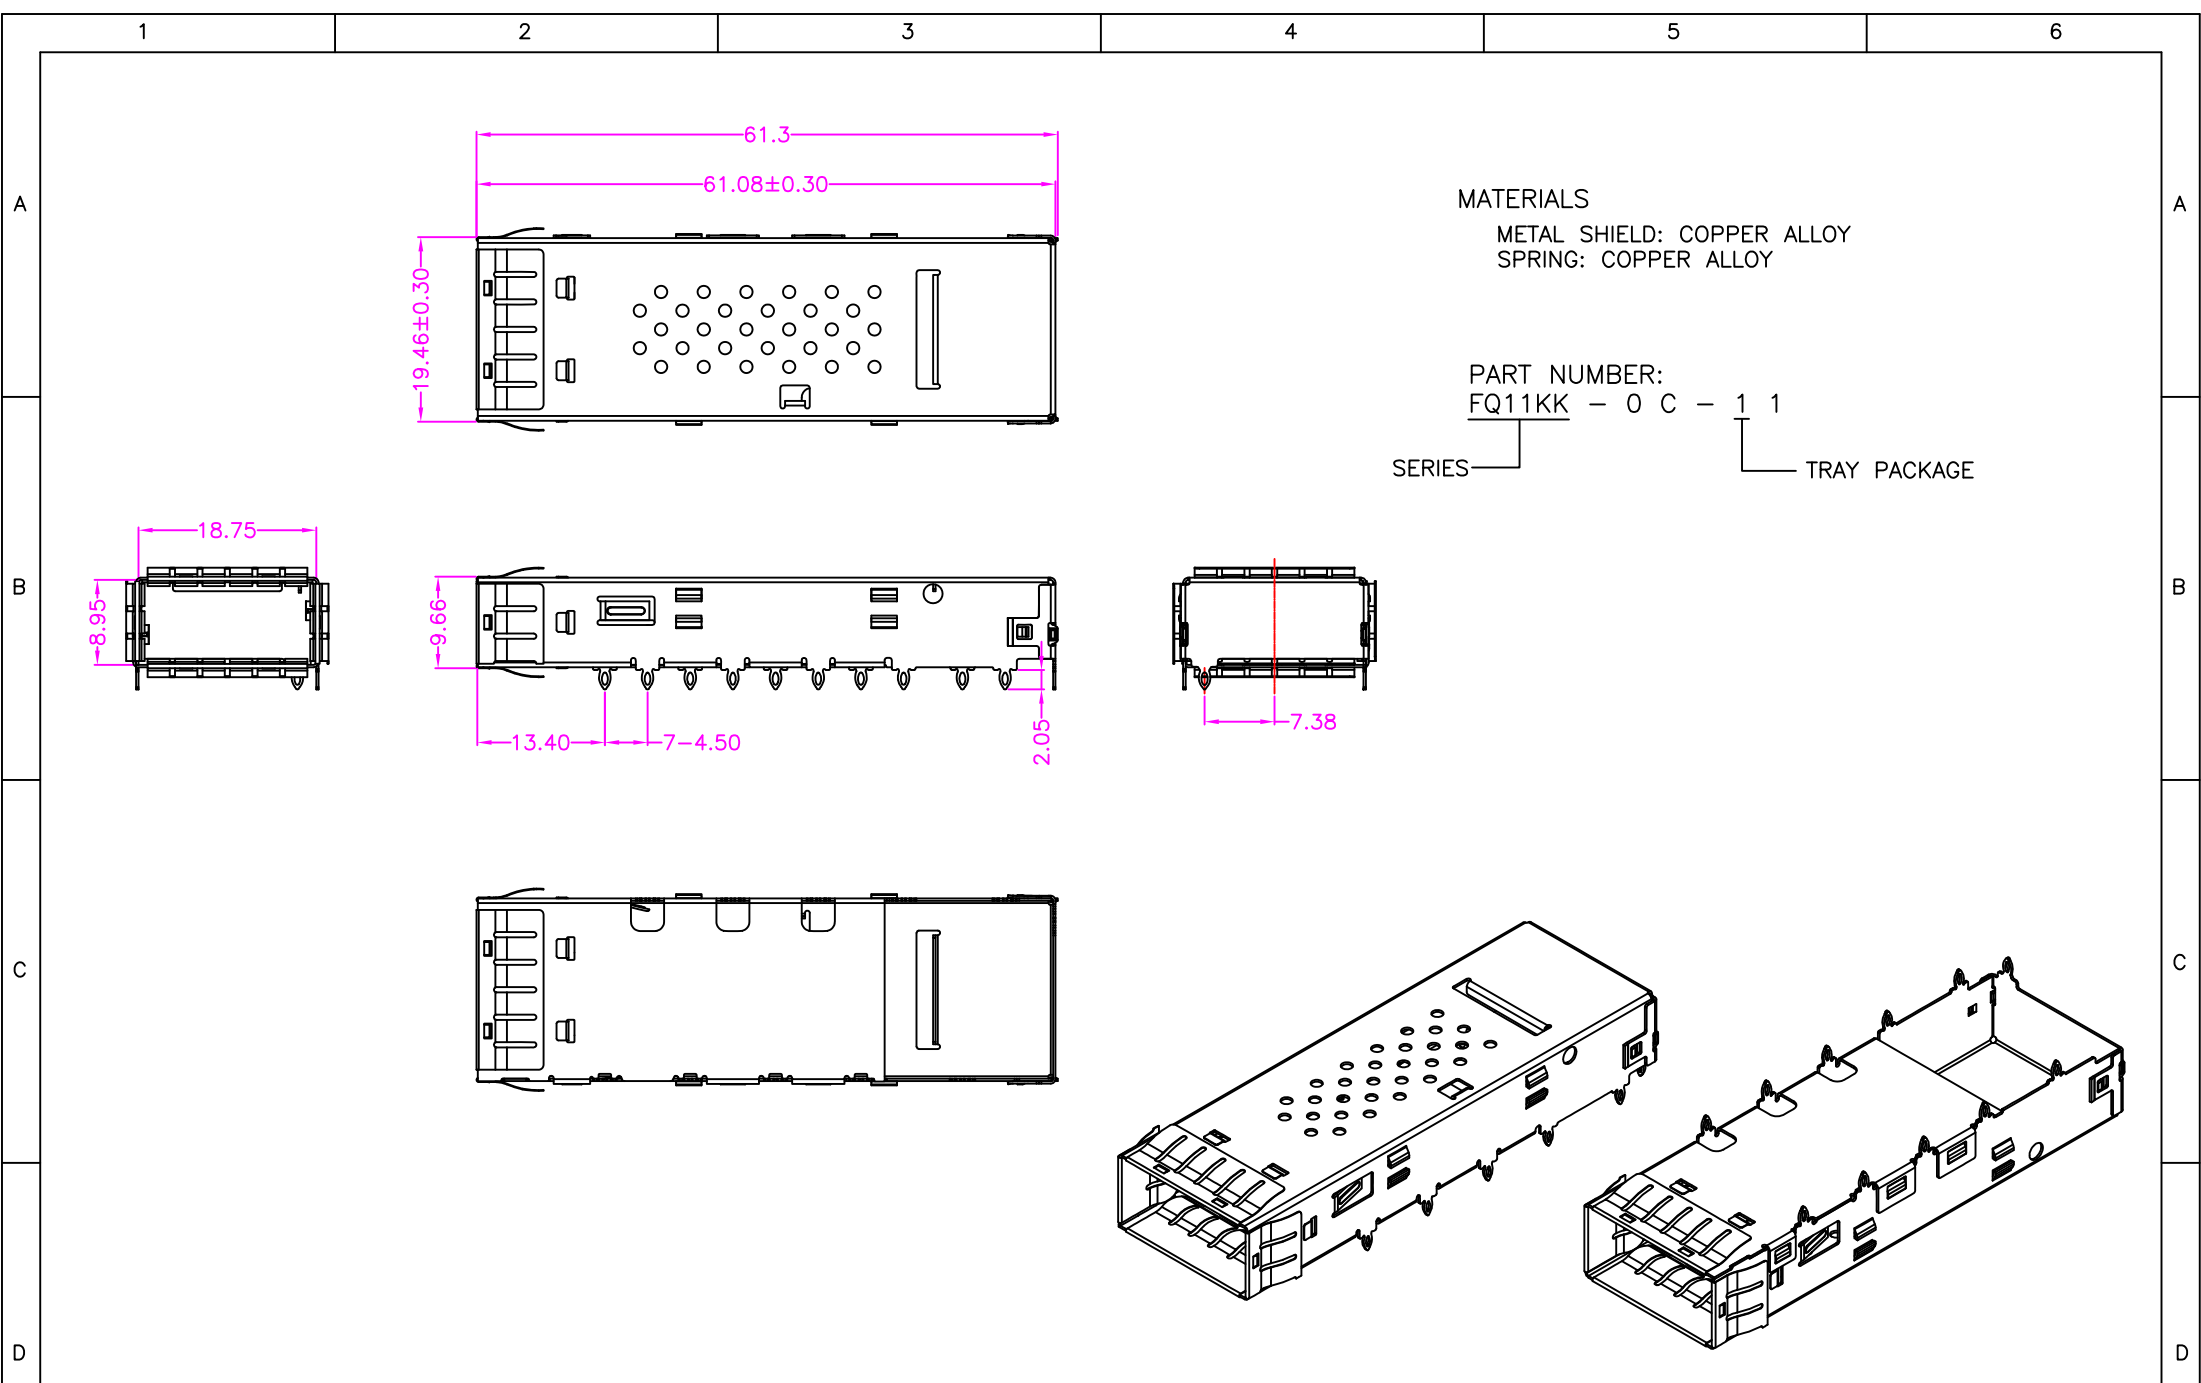 1 2 3 4 5 6
61.3
61.08±0.30
A A
MATERIALS
METAL SHIELD: COPPER ALLOY
SPRING: COPPER ALLOY
19.46±0.30
PART NUMBER:
FQ11KK - 0 C - 1 1
SERIES
TRAY PACKAGE
18.75
B B
8.95
9.66
7.38
13.40
7-4.50
2.05
C C
D D